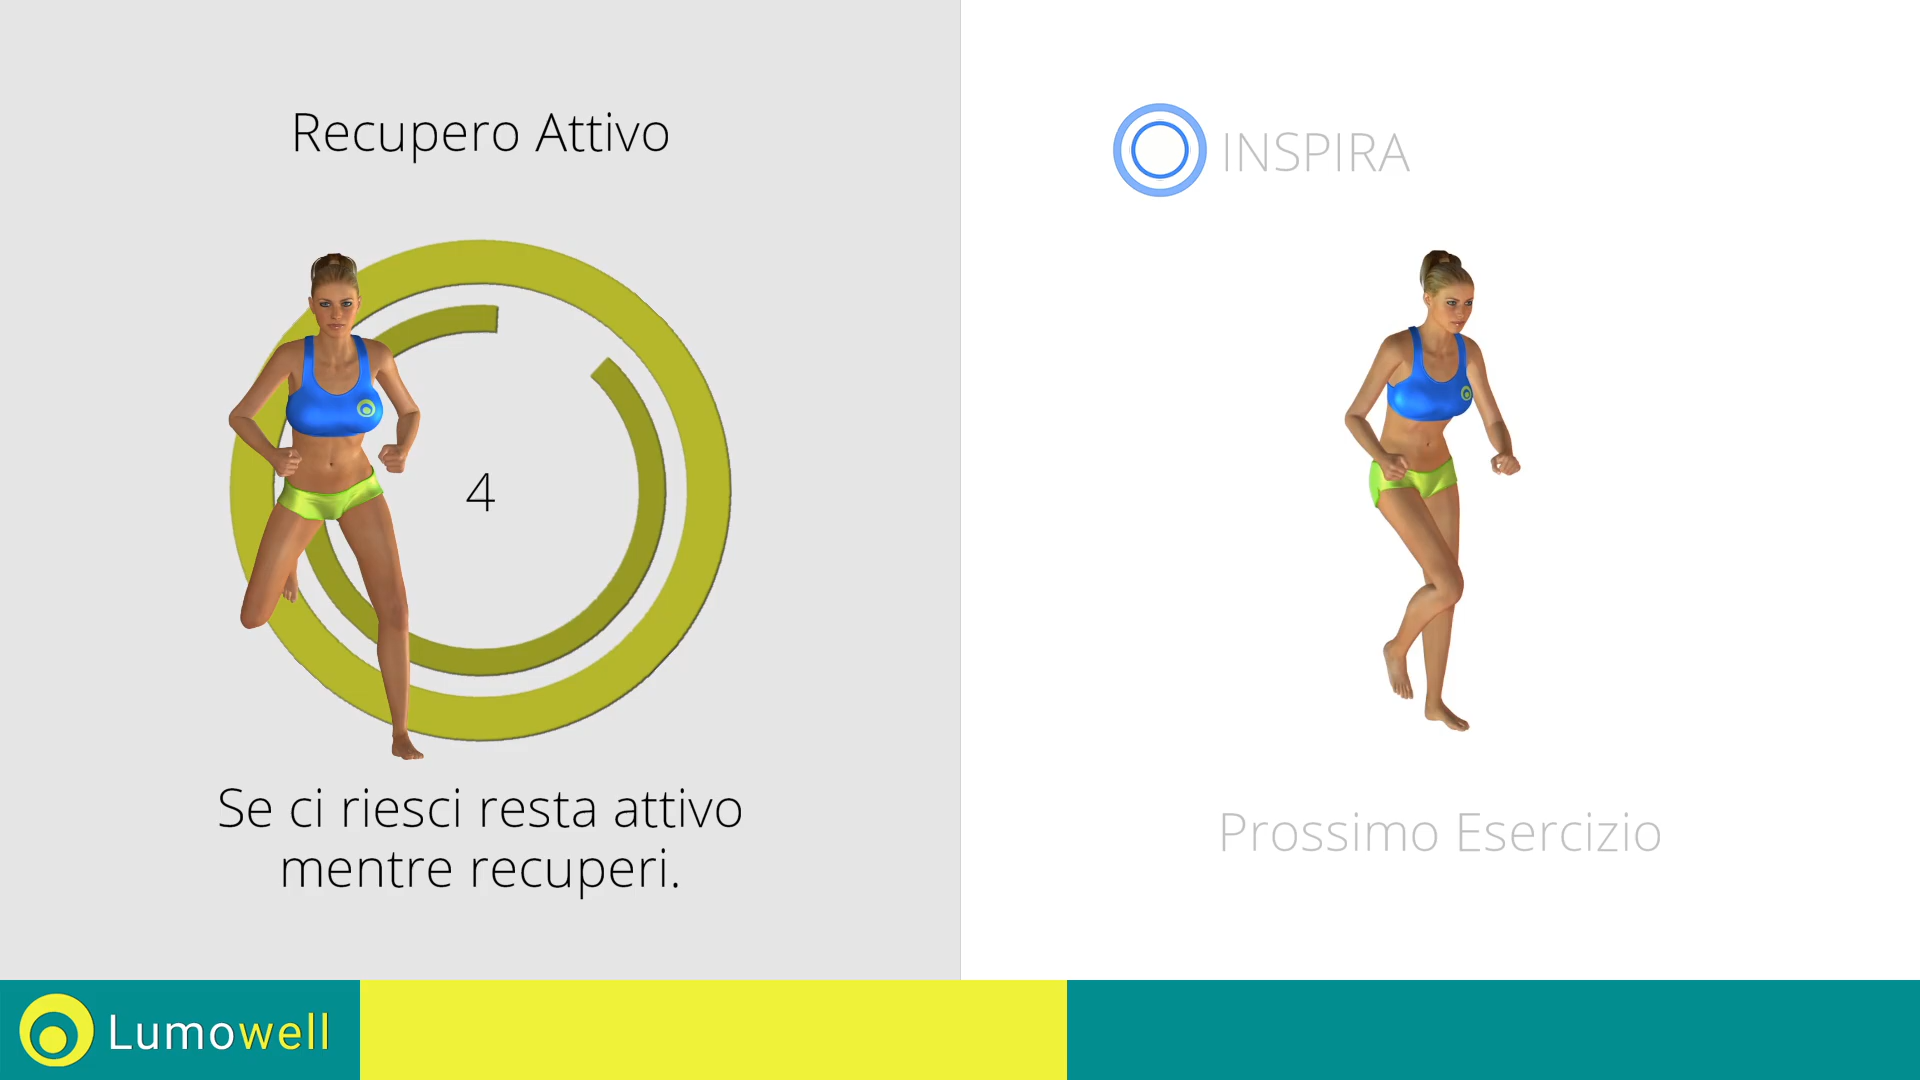 Recupero Attivo
4
Se ci riesci resta attivo
mentre recuperi.
INSPIRA
Prossimo Esercizio
Lumowell